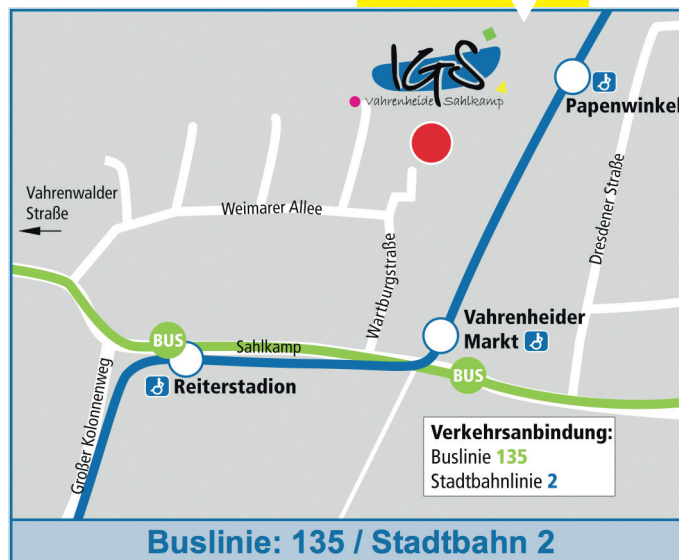 IGS
Vahrenheide Sahlkamp
Papenwinkel
Vahrenwalder
Straße
Weimarer Allee
Dresdener Straße
Wartburgstraße
Vahrenheider
Markt
BUS
Sahlkamp
BUS
Reiterstadion
Großer Kolonnenweg
Verkehrsanbindung:
Buslinie 135
Stadtbahnlinie 2
Buslinie: 135 / Stadtbahn 2